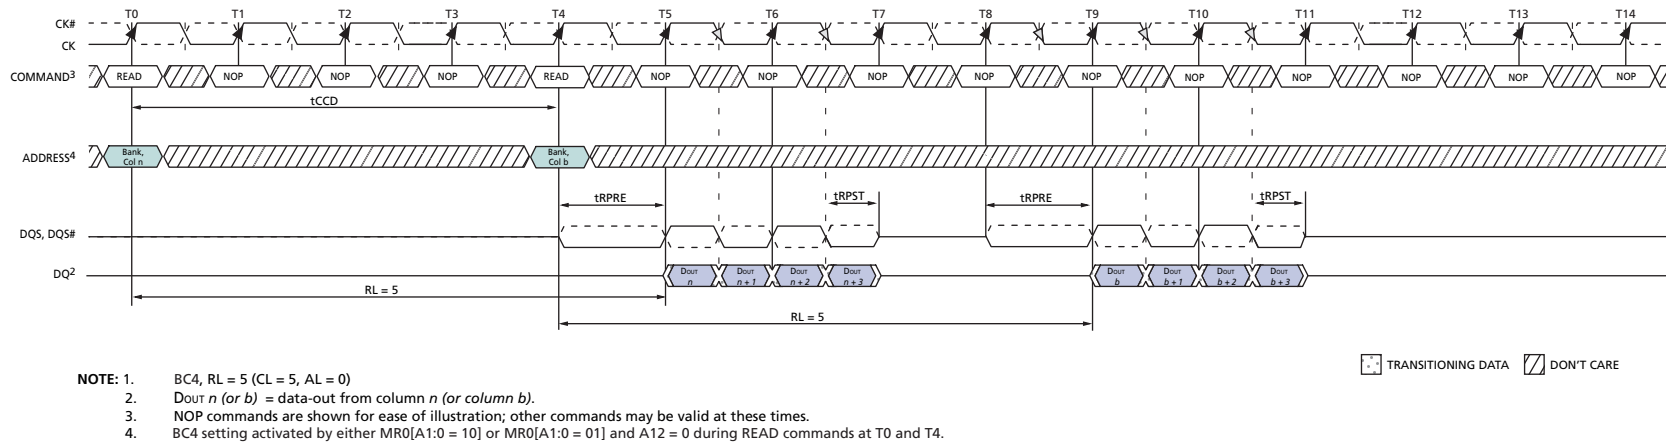 T0 T1 T2 T3 T4 T5 T6 T7 T8 T9 T10 T11 T12 T13 T14
CK#
CK
COMMAND3 READ NOP NOP NOP READ NOP NOP NOP NOP NOP NOP NOP NOP NOP NOP
tCCD
ADDRESS4 Bank, Col n Bank, Col b
tRPRE tRPST tRPRE tRPST
DQS, DQS#
DQ2 DOUT n DOUT n + 1 DOUT n + 2 DOUT n + 3 DOUT b DOUT b + 1 DOUT b + 2 DOUT b + 3
RL = 5
RL = 5
TRANSITIONING DATA DON'T CARE
NOTE: 1. BC4, RL = 5 (CL = 5, AL = 0)
2. DOUT n (or b) = data-out from column n (or column b).
3. NOP commands are shown for ease of illustration; other commands may be valid at these times.
4. BC4 setting activated by either MR0[A1:0 = 10] or MR0[A1:0 = 01] and A12 = 0 during READ commands at T0 and T4.